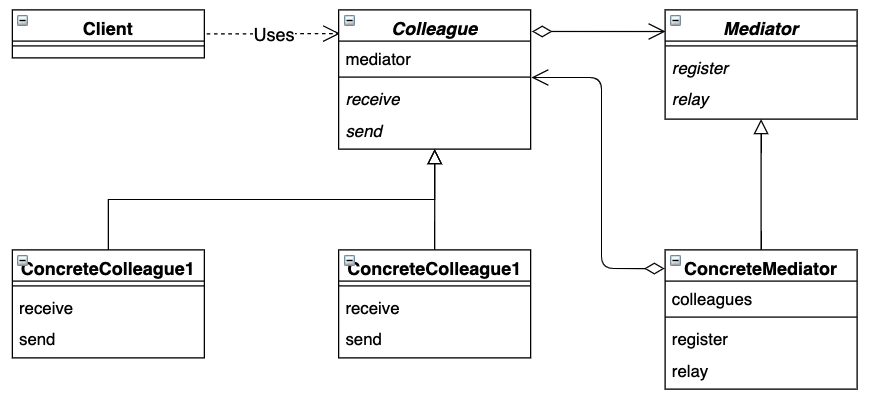 Client
Uses
Colleague
mediator
receive
send
Mediator
register
relay
ConcreteColleague1
receive
send
ConcreteColleague1
receive
send
ConcreteMediator
colleagues
register
relay